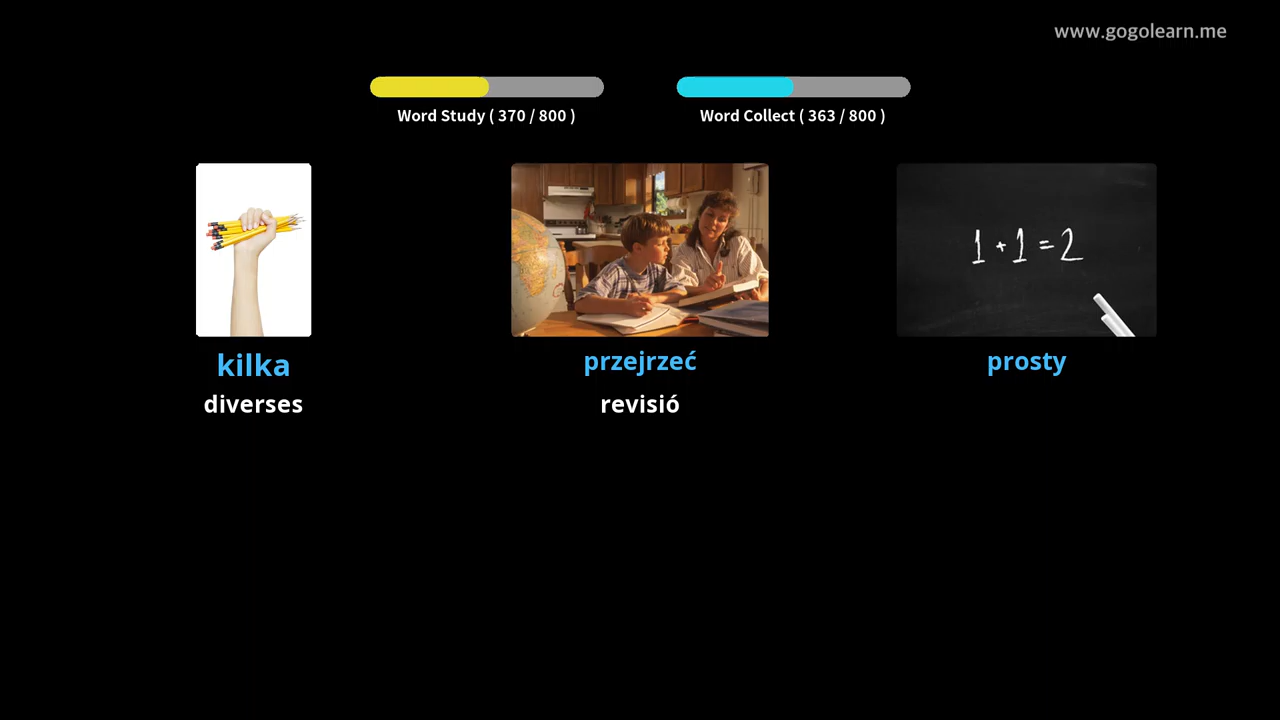 www.gogolearn.me
Word Study ( 370 / 800 )
Word Collect ( 363 / 800 )
1 + 1 = 2
kilka
przejrzeć
prosty
diverses
revisió